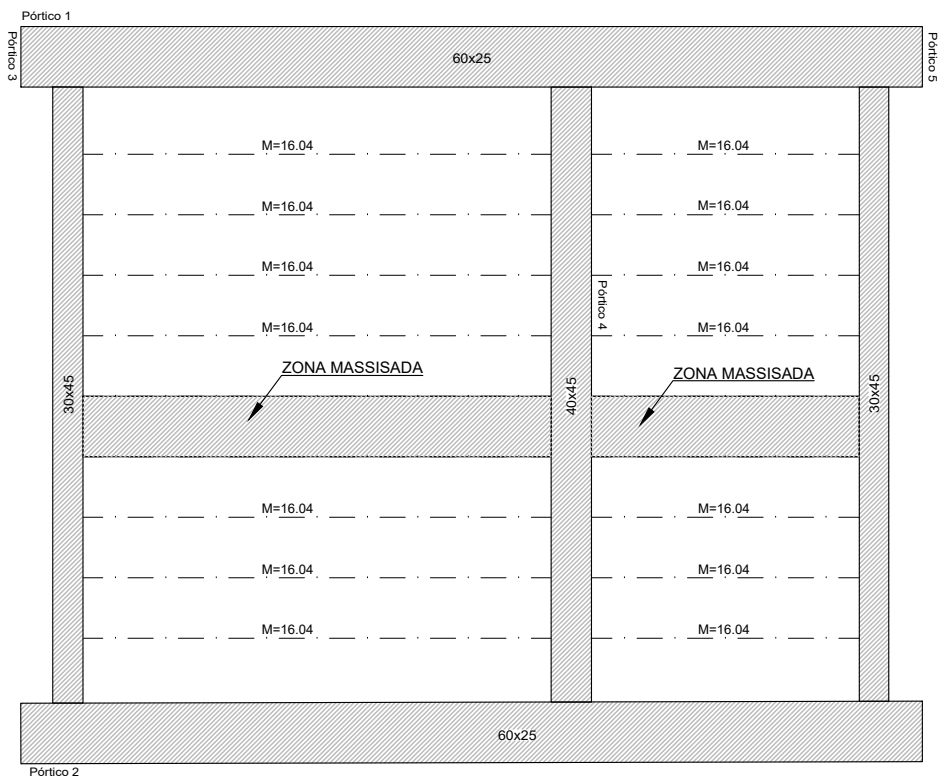 Pórtico 1
Pórtico 3
60x25
Pórtico 5
M=16.04
M=16.04
M=16.04
M=16.04
M=16.04
M=16.04
Pórtico 4
M=16.04
M=16.04
ZONA MASSISADA
ZONA MASSISADA
30x45
40x45
30x45
M=16.04
M=16.04
M=16.04
M=16.04
M=16.04
M=16.04
60x25
Pórtico 2